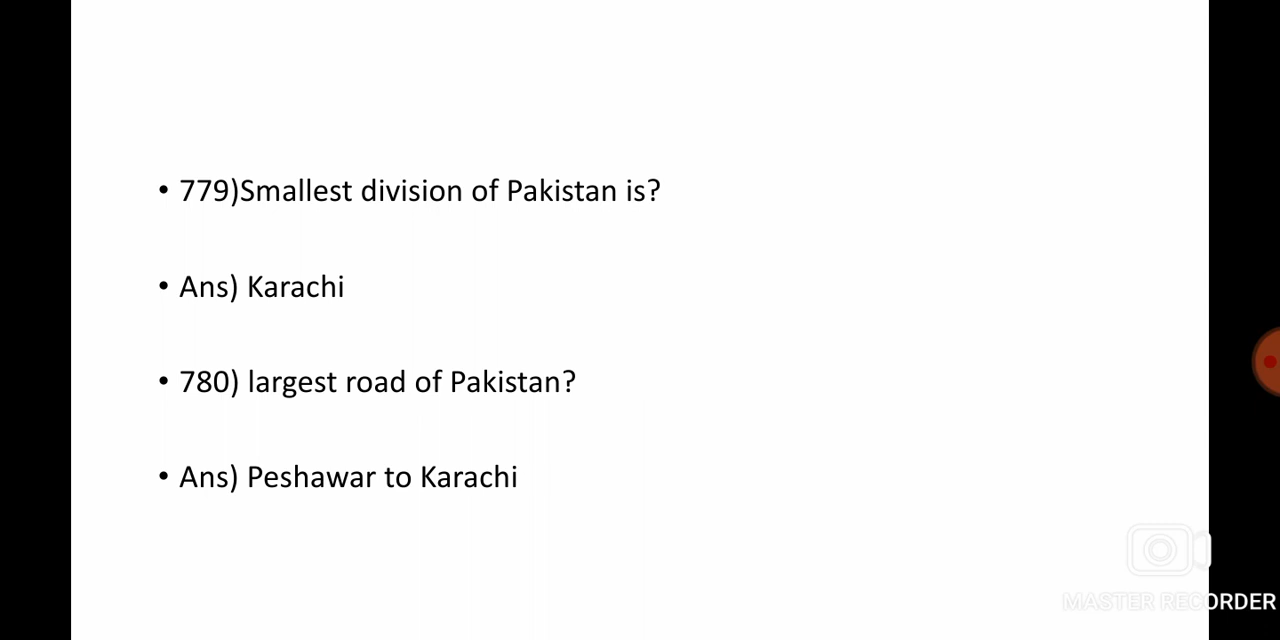 • 779)Smallest division of Pakistan is?
• Ans) Karachi
• 780) largest road of Pakistan?
• Ans) Peshawar to Karachi
MASTER RECORDER